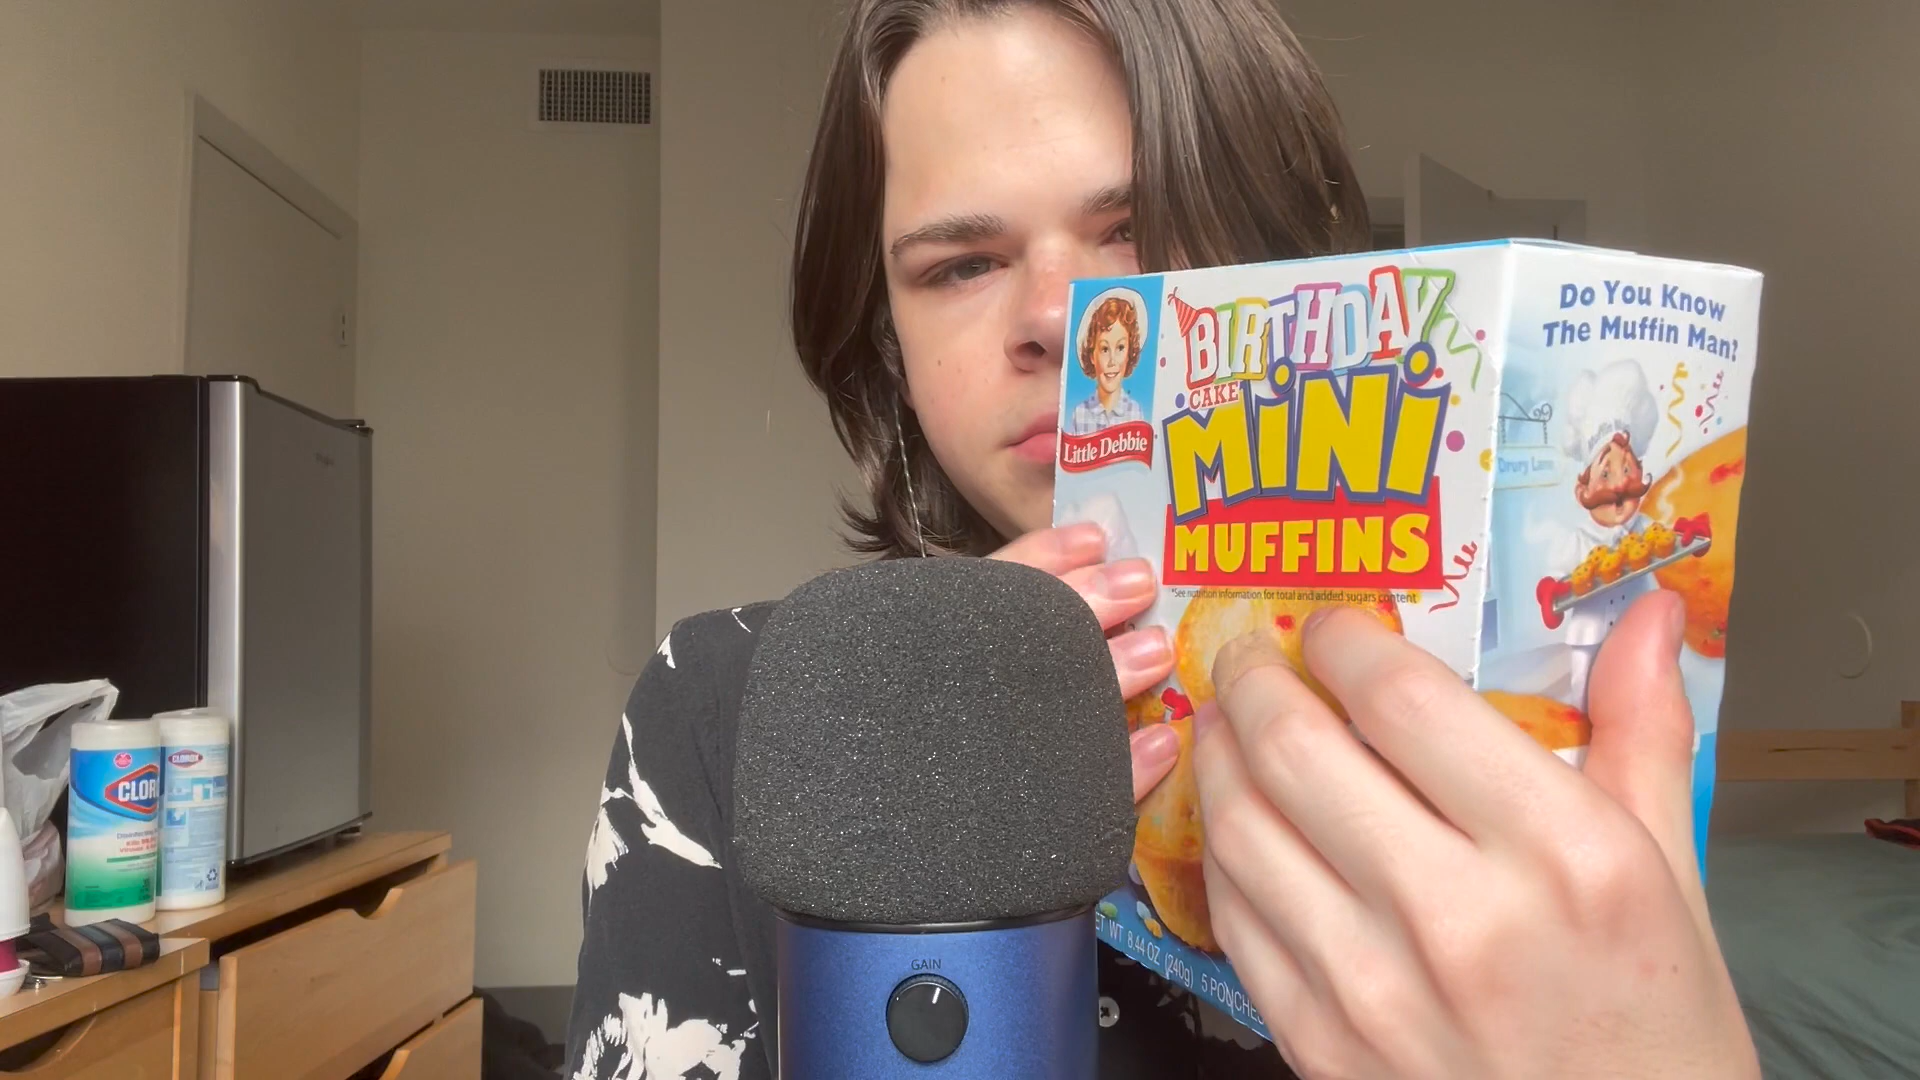 BIRTHDAY
CAKE
MiNi
MUFFINS
Little Debbie
*See nutrition information for total and added sugars content
WT 8.44 OZ (240g) 5 POUCHES
Do You Know
The Muffin Man?
Drury Lane
CLOROX
GAIN